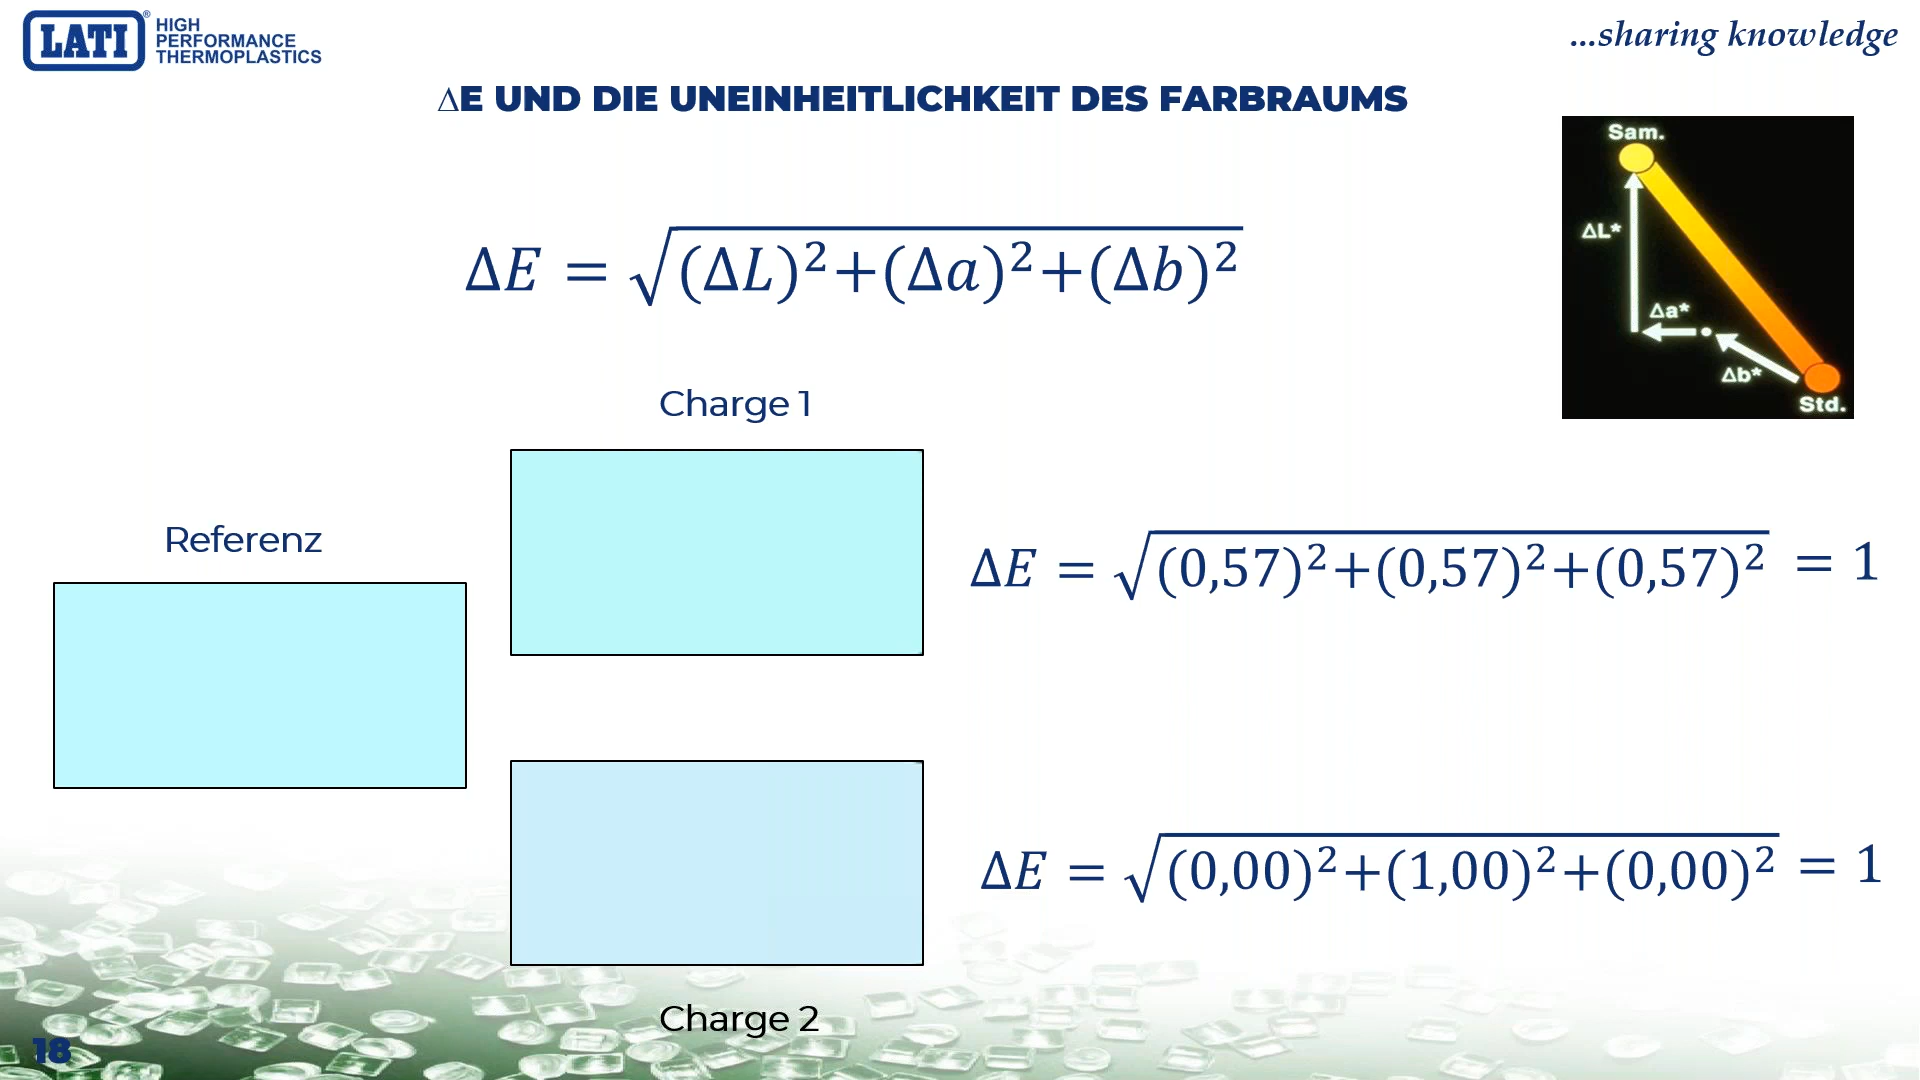 LATI®
HIGH
PERFORMANCE
THERMOPLASTICS
...sharing knowledge
∆E UND DIE UNEINHEITLICHKEIT DES FARBRAUMS
Sam.
ΔL*
Δa*
Δb*
Std.
ΔE = √(ΔL)²+(Δa)²+(Δb)²
Charge 1
Referenz
ΔE = √(0,57)²+(0,57)²+(0,57)² = 1
ΔE = √(0,00)²+(1,00)²+(0,00)² = 1
Charge 2
18